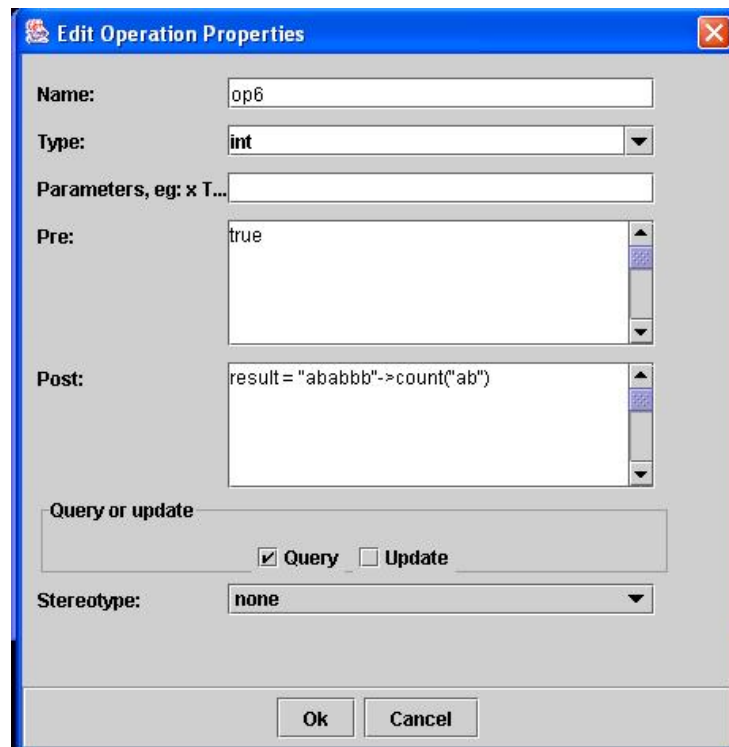 Edit Operation Properties
Name: op6
Type: int
Parameters, eg: x T...
Pre: true
Post: result = "ababbb"->count("ab")
Query or update
Query Update
Stereotype: none
Ok Cancel